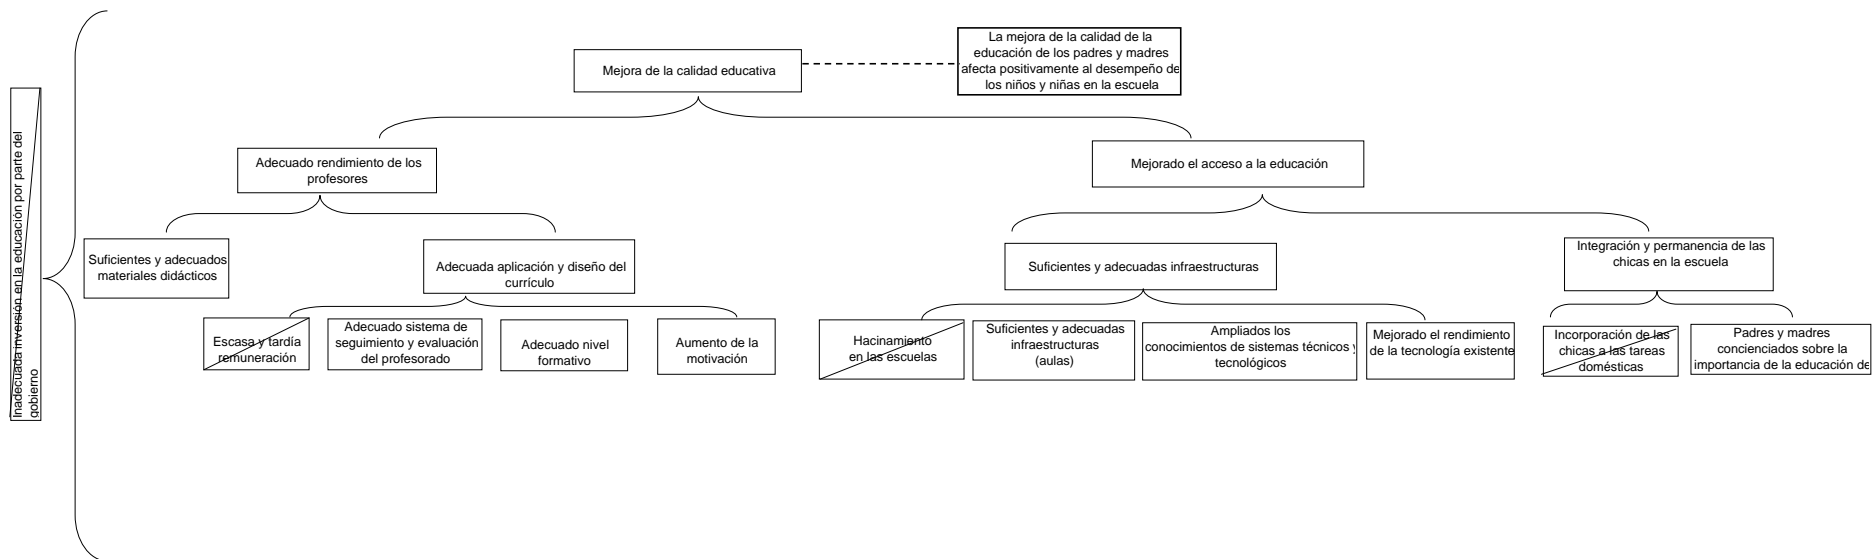 La mejora de la calidad de la
educación de los padres y madres
afecta positivamente al desempeño de
los niños y niñas en la escuela
Mejora de la calidad educativa
Inadecuada inversión en la educación por parte del
gobierno
Adecuado rendimiento de los
profesores
Mejorado el acceso a la educación
Suficientes y adecuados
materiales didácticos
Adecuada aplicación y diseño del
currículo
Suficientes y adecuadas infraestructuras
Integración y permanencia de las
chicas en la escuela
Escasa y tardía
remuneración
Adecuado sistema de
seguimiento y evaluación
del profesorado
Adecuado nivel
formativo
Aumento de la
motivación
Hacinamiento
en las escuelas
Suficientes y adecuadas
infraestructuras
(aulas)
Ampliados los
conocimientos de sistemas técnicos y
tecnológicos
Mejorado el rendimiento
de la tecnología existente
Incorporación de las
chicas a las tareas
domésticas
Padres y madres
concienciados sobre la
importancia de la educación de